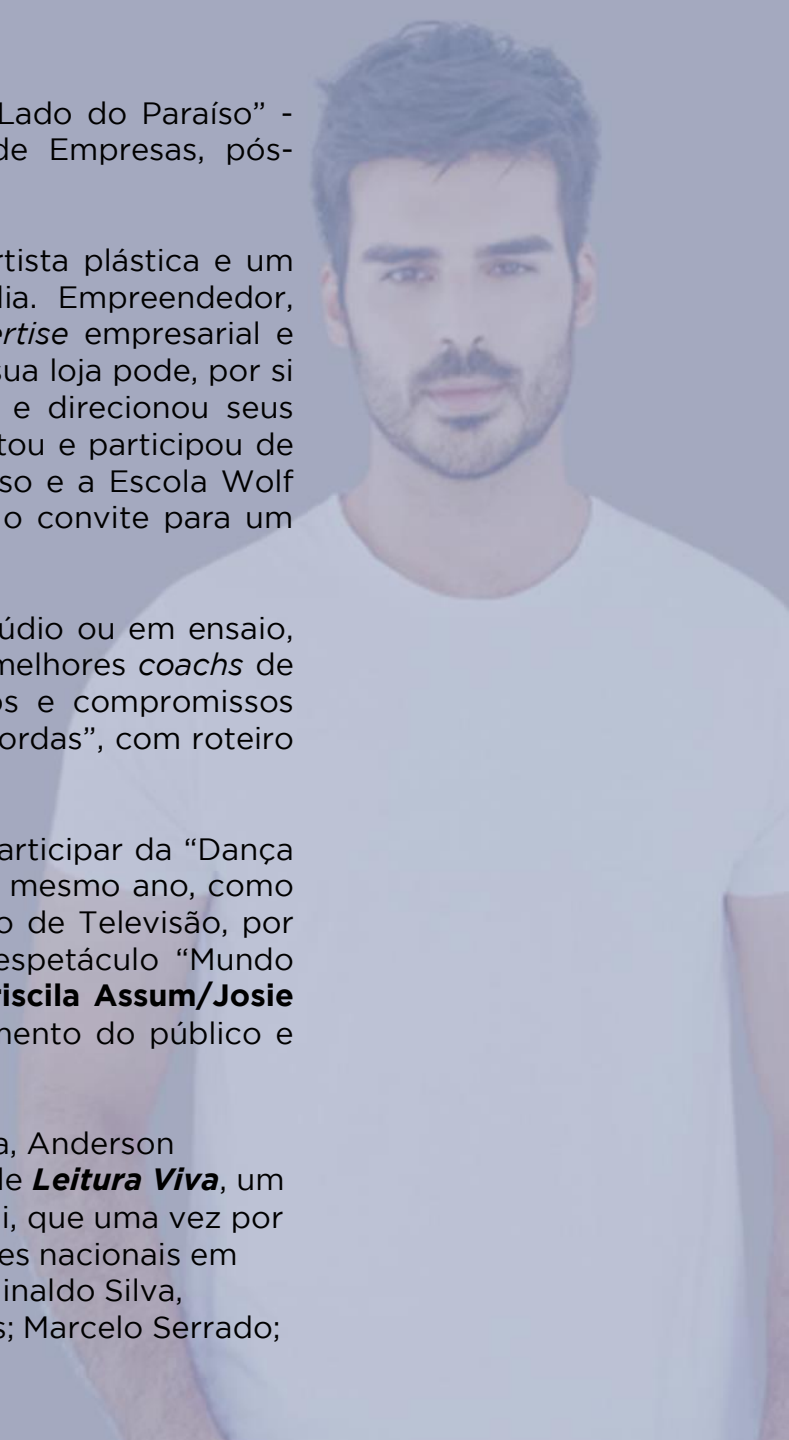 Lado do Paraíso” -
de Empresas, pós-
rtista plástica e um
lia. Empreendedor,
ertise empresarial e
sua loja pode, por si
e direcionou seus
tou e participou de
so e a Escola Wolf
o convite para um
údio ou em ensaio,
melhores coachs de
os e compromissos
ordas”, com roteiro
articipar da “Dança
mesmo ano, como
o de Televisão, por
espetáculo “Mundo
riscila Assum/Josie
mento do público e
a, Anderson
de Leitura Viva, um
i, que uma vez por
es nacionais em
inaldo Silva,
s; Marcelo Serrado;